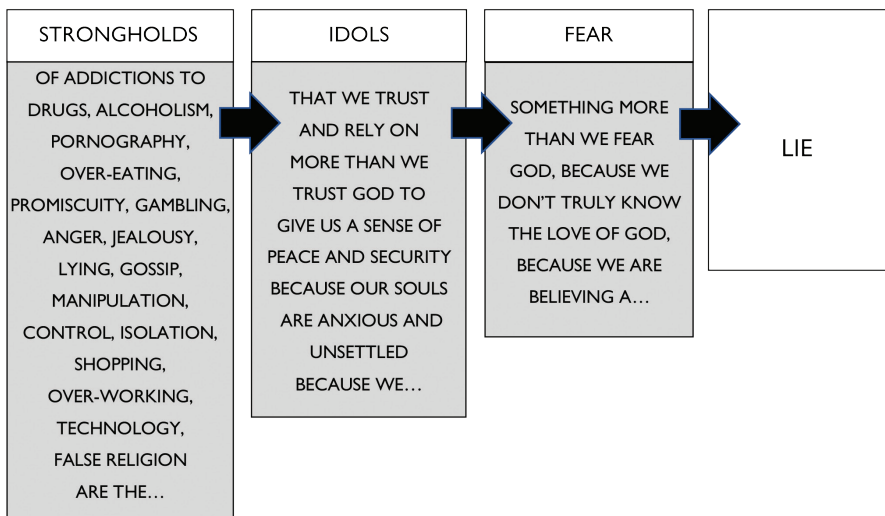 STRONGHOLDS
OF ADDICTIONS TO
DRUGS, ALCOHOLISM,
PORNOGRAPHY,
OVER-EATING,
PROMISCUITY, GAMBLING,
ANGER, JEALOUSY,
LYING, GOSSIP,
MANIPULATION,
CONTROL, ISOLATION,
SHOPPING,
OVER-WORKING,
TECHNOLOGY,
FALSE RELIGION
ARE THE…
IDOLS
THAT WE TRUST
AND RELY ON
MORE THAN WE
TRUST GOD TO
GIVE US A SENSE OF
PEACE AND SECURITY
BECAUSE OUR SOULS
ARE ANXIOUS AND
UNSETTLED
BECAUSE WE…
FEAR
SOMETHING MORE
THAN WE FEAR
GOD, BECAUSE WE
DON’T TRULY KNOW
THE LOVE OF GOD,
BECAUSE WE ARE
BELIEVING A…
LIE